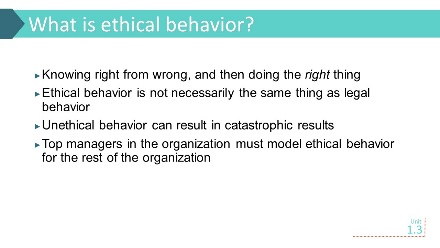 What is ethical behavior?
▸Knowing right from wrong, and then doing the right thing
▸Ethical behavior is not necessarily the same thing as legal
behavior
▸Unethical behavior can result in catastrophic results
▸Top managers in the organization must model ethical behavior
for the rest of the organization
Unit
1.3